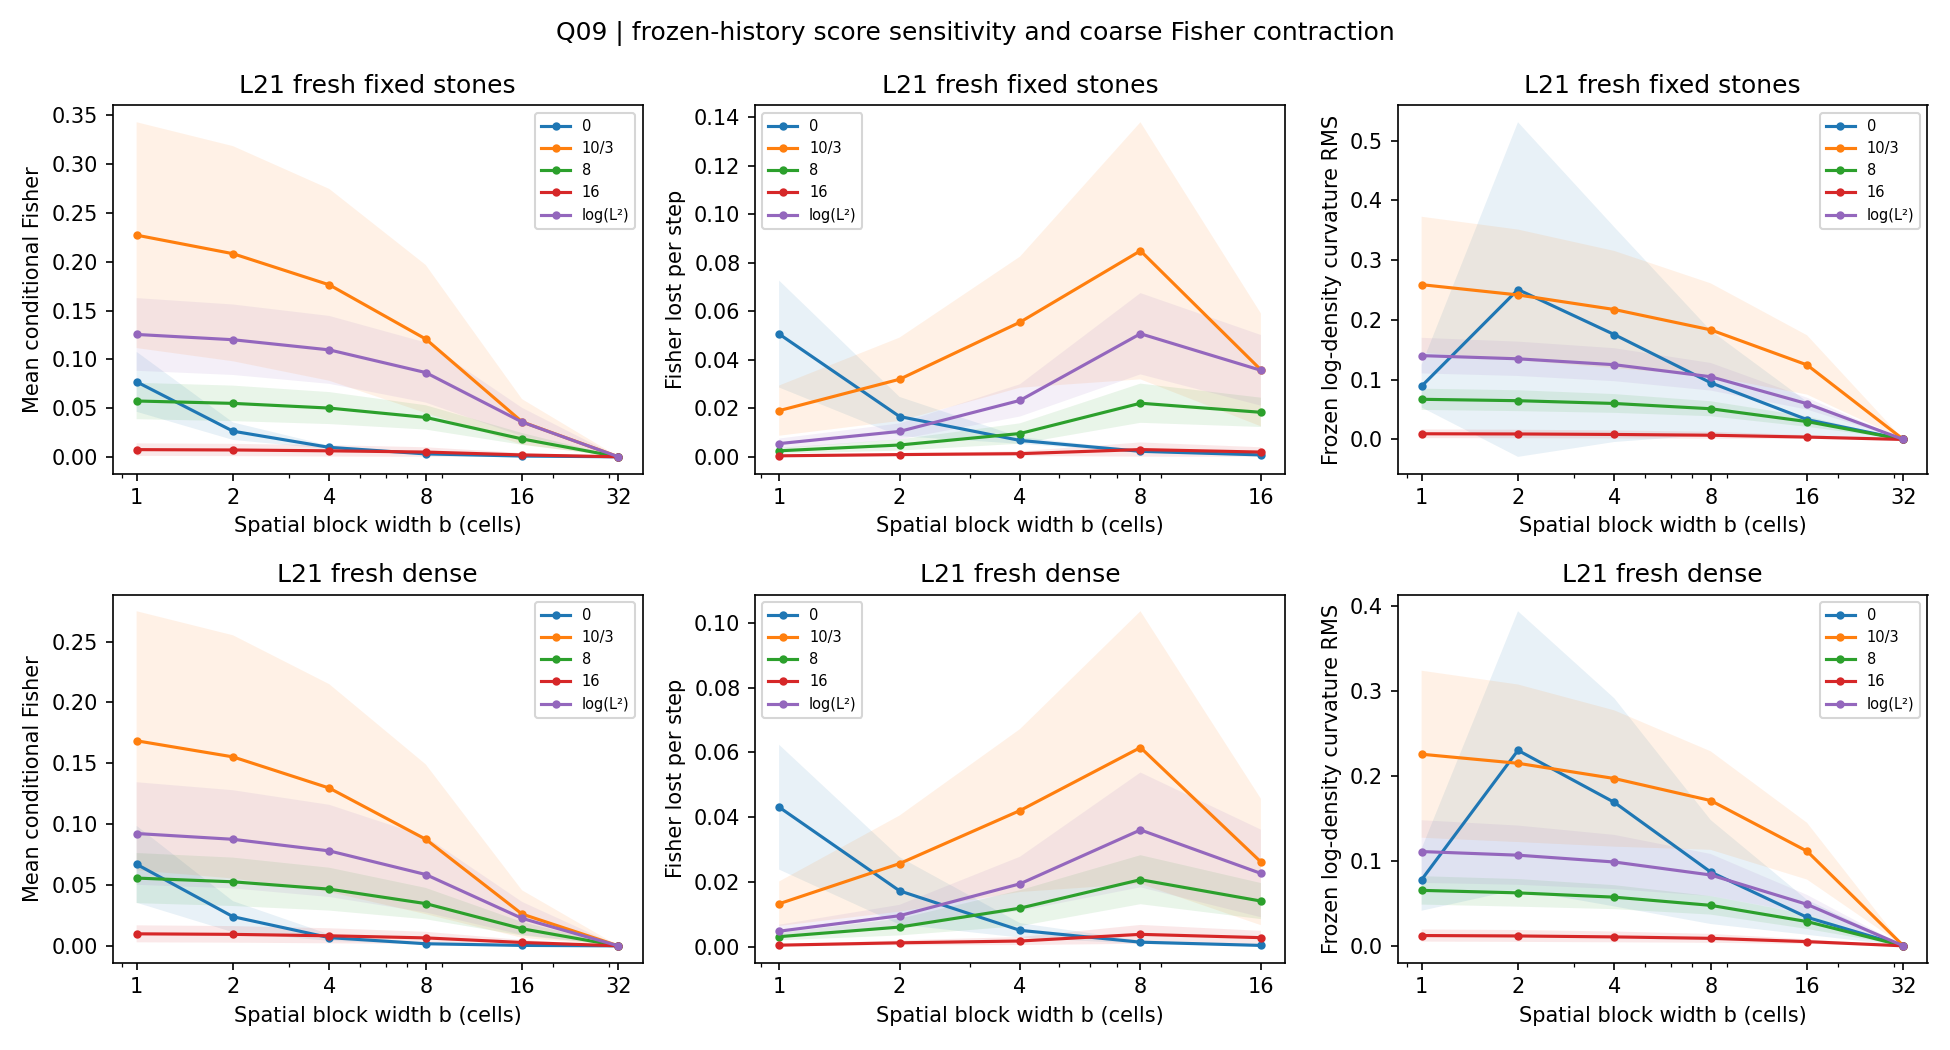 Q09 | frozen-history score sensitivity and coarse Fisher contraction
L21 fresh fixed stones
Mean conditional Fisher
0.35
0.30
0.25
0.20
0.15
0.10
0.05
0.00
0
10/3
8
16
log(L²)
1 2 4 8 16 32
Spatial block width b (cells)
L21 fresh fixed stones
Fisher lost per step
0.14
0.12
0.10
0.08
0.06
0.04
0.02
0.00
0
10/3
8
16
log(L²)
1 2 4 8 16
Spatial block width b (cells)
L21 fresh fixed stones
Frozen log-density curvature RMS
0.5
0.4
0.3
0.2
0.1
0.0
0
10/3
8
16
log(L²)
1 2 4 8 16 32
Spatial block width b (cells)
L21 fresh dense
Mean conditional Fisher
0.25
0.20
0.15
0.10
0.05
0.00
0
10/3
8
16
log(L²)
1 2 4 8 16 32
Spatial block width b (cells)
L21 fresh dense
Fisher lost per step
0.10
0.08
0.06
0.04
0.02
0.00
0
10/3
8
16
log(L²)
1 2 4 8 16
Spatial block width b (cells)
L21 fresh dense
Frozen log-density curvature RMS
0.4
0.3
0.2
0.1
0.0
0
10/3
8
16
log(L²)
1 2 4 8 16 32
Spatial block width b (cells)